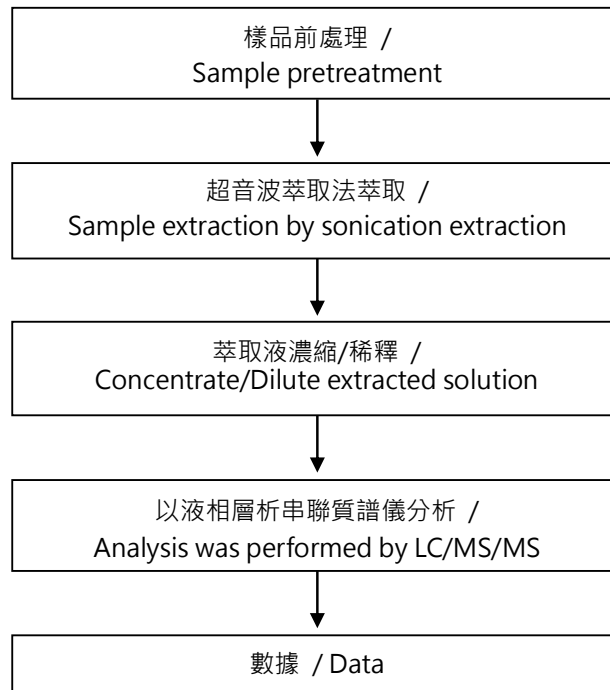 樣品前處理 /
Sample pretreatment
超音波萃取法萃取 /
Sample extraction by sonication extraction
萃取液濃縮/稀釋 /
Concentrate/Dilute extracted solution
以液相層析串聯質譜儀分析 /
Analysis was performed by LC/MS/MS
數據 / Data